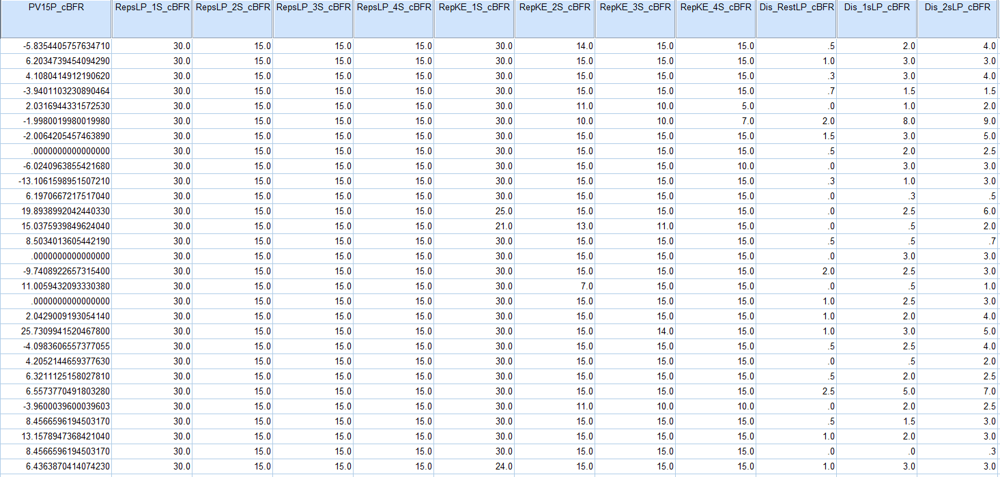 PV15P_cBFR RepsLP_1S_cBFR RepsLP_2S_cBFR RepsLP_3S_cBFR RepsLP_4S_cBFR RepKE_1S_cBFR RepKE_2S_cBFR RepKE_3S_cBFR RepKE_4S_cBFR Dis_RestLP_cBFR Dis_1sLP_cBFR Dis_2sLP_cBFR
-5.8354405757634710 30.0 15.0 15.0 15.0 30.0 14.0 15.0 15.0 .5 2.0 4.0
6.2034739454094290 30.0 15.0 15.0 15.0 30.0 15.0 15.0 15.0 1.0 3.0 3.0
4.1080414912190620 30.0 15.0 15.0 15.0 30.0 15.0 15.0 15.0 .3 3.0 4.0
-3.9401103230890464 30.0 15.0 15.0 15.0 30.0 15.0 15.0 15.0 .7 1.5 1.5
2.0316944331572530 30.0 15.0 15.0 15.0 30.0 11.0 10.0 5.0 .0 1.0 2.0
-1.9980019980019980 30.0 15.0 15.0 15.0 30.0 10.0 10.0 7.0 2.0 8.0 9.0
-2.0064205457463890 30.0 15.0 15.0 15.0 30.0 15.0 15.0 15.0 1.5 3.0 5.0
.0000000000000000 30.0 15.0 15.0 15.0 30.0 15.0 15.0 15.0 .5 2.0 2.5
-6.0240963855421680 30.0 15.0 15.0 15.0 30.0 15.0 15.0 10.0 .0 3.0 3.0
-13.1061598951507210 30.0 15.0 15.0 15.0 30.0 15.0 15.0 15.0 .3 1.0 3.0
6.1970667217517040 30.0 15.0 15.0 15.0 30.0 15.0 15.0 15.0 .0 .3 .5
19.8938992042440330 30.0 15.0 15.0 15.0 25.0 15.0 15.0 15.0 .0 2.5 6.0
15.0375939849624040 30.0 15.0 15.0 15.0 21.0 13.0 11.0 15.0 .0 .5 2.0
8.5034013605442190 30.0 15.0 15.0 15.0 30.0 15.0 15.0 15.0 .5 .5 .7
.0000000000000000 30.0 15.0 15.0 15.0 30.0 15.0 15.0 15.0 .0 3.0 3.0
-9.7408922657315400 30.0 15.0 15.0 15.0 30.0 15.0 15.0 15.0 2.0 2.5 3.0
11.0059432093330380 30.0 15.0 15.0 15.0 30.0 7.0 15.0 15.0 .0 .5 1.0
.0000000000000000 30.0 15.0 15.0 15.0 30.0 15.0 15.0 15.0 1.0 2.5 3.0
2.0429009193054140 30.0 15.0 15.0 15.0 30.0 15.0 15.0 15.0 1.0 2.0 4.0
25.7309941520467800 30.0 15.0 15.0 15.0 30.0 15.0 14.0 15.0 1.0 3.0 5.0
-4.0983606557377055 30.0 15.0 15.0 15.0 30.0 15.0 15.0 15.0 .5 2.5 4.0
4.2052144659377630 30.0 15.0 15.0 15.0 30.0 15.0 15.0 15.0 .0 .5 2.0
6.3211125158027810 30.0 15.0 15.0 15.0 30.0 15.0 15.0 15.0 .5 2.0 2.5
6.5573770491803280 30.0 15.0 15.0 15.0 30.0 15.0 15.0 15.0 2.5 5.0 7.0
-3.9600039600039603 30.0 15.0 15.0 15.0 30.0 11.0 10.0 10.0 .0 2.0 2.5
8.4566596194503170 30.0 15.0 15.0 15.0 30.0 15.0 15.0 15.0 .5 1.5 3.0
13.1578947368421040 30.0 15.0 15.0 15.0 30.0 15.0 15.0 15.0 1.0 2.0 3.0
8.4566596194503170 30.0 15.0 15.0 15.0 30.0 15.0 15.0 15.0 .0 .0 .3
6.4363870414074230 30.0 15.0 15.0 15.0 24.0 15.0 15.0 15.0 1.0 3.0 3.0